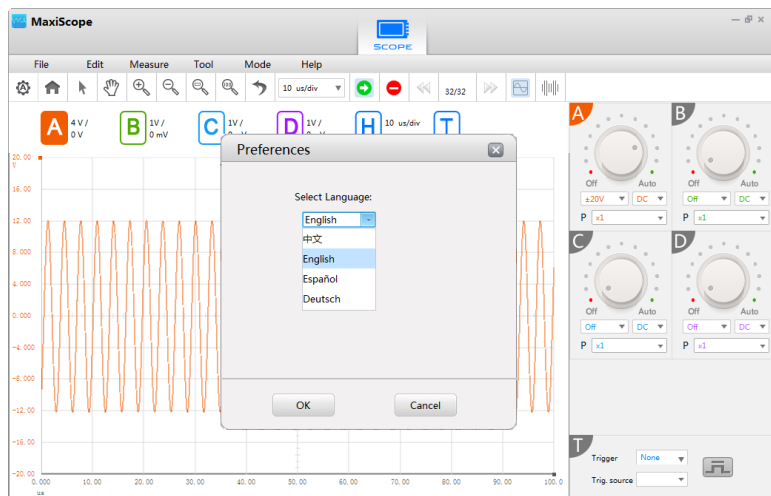 MaxiScope
SCOPE
File Edit Measure Tool Mode Help
10 us/div
32/32
A 4 V / 0 V
B 1V / 0 mV
C 1V /
D 1V /
H 10 us/div
T
Preferences
Select Language:
English
中文
English
Español
Deutsch
OK Cancel
20.00
V
16.00
12.00
8.000
4.000
0.000
-4.000
-8.000
-12.00
-16.00
-20.00
0.000 10.00 20.00 30.00 40.00 50.00 60.00 70.00 80.00 90.00 100.0
us
A
Off Auto
±20V DC
P x1
B
Off Auto
Off DC
P x1
C
Off Auto
Off DC
P x1
D
Off Auto
Off DC
P x1
T
Trigger None
Trig. source